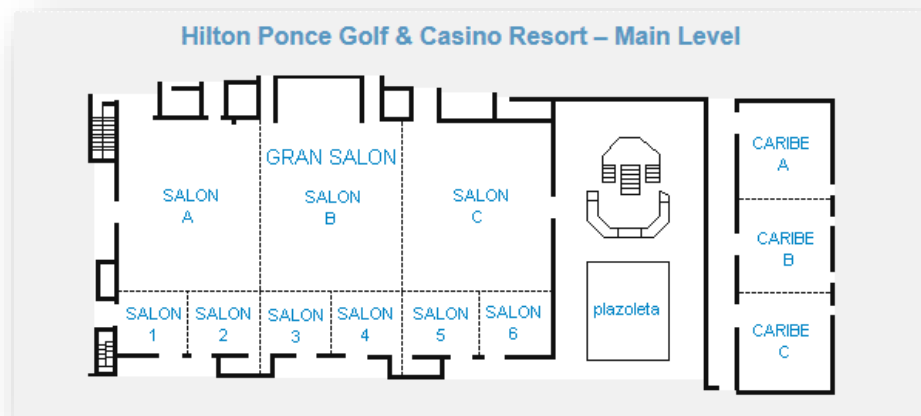 Hilton Ponce Golf & Casino Resort – Main Level
GRAN SALON
SALON
A
SALON
B
SALON
C
SALON
1
SALON
2
SALON
3
SALON
4
SALON
5
SALON
6
plazoleta
CARIBE
A
CARIBE
B
CARIBE
C